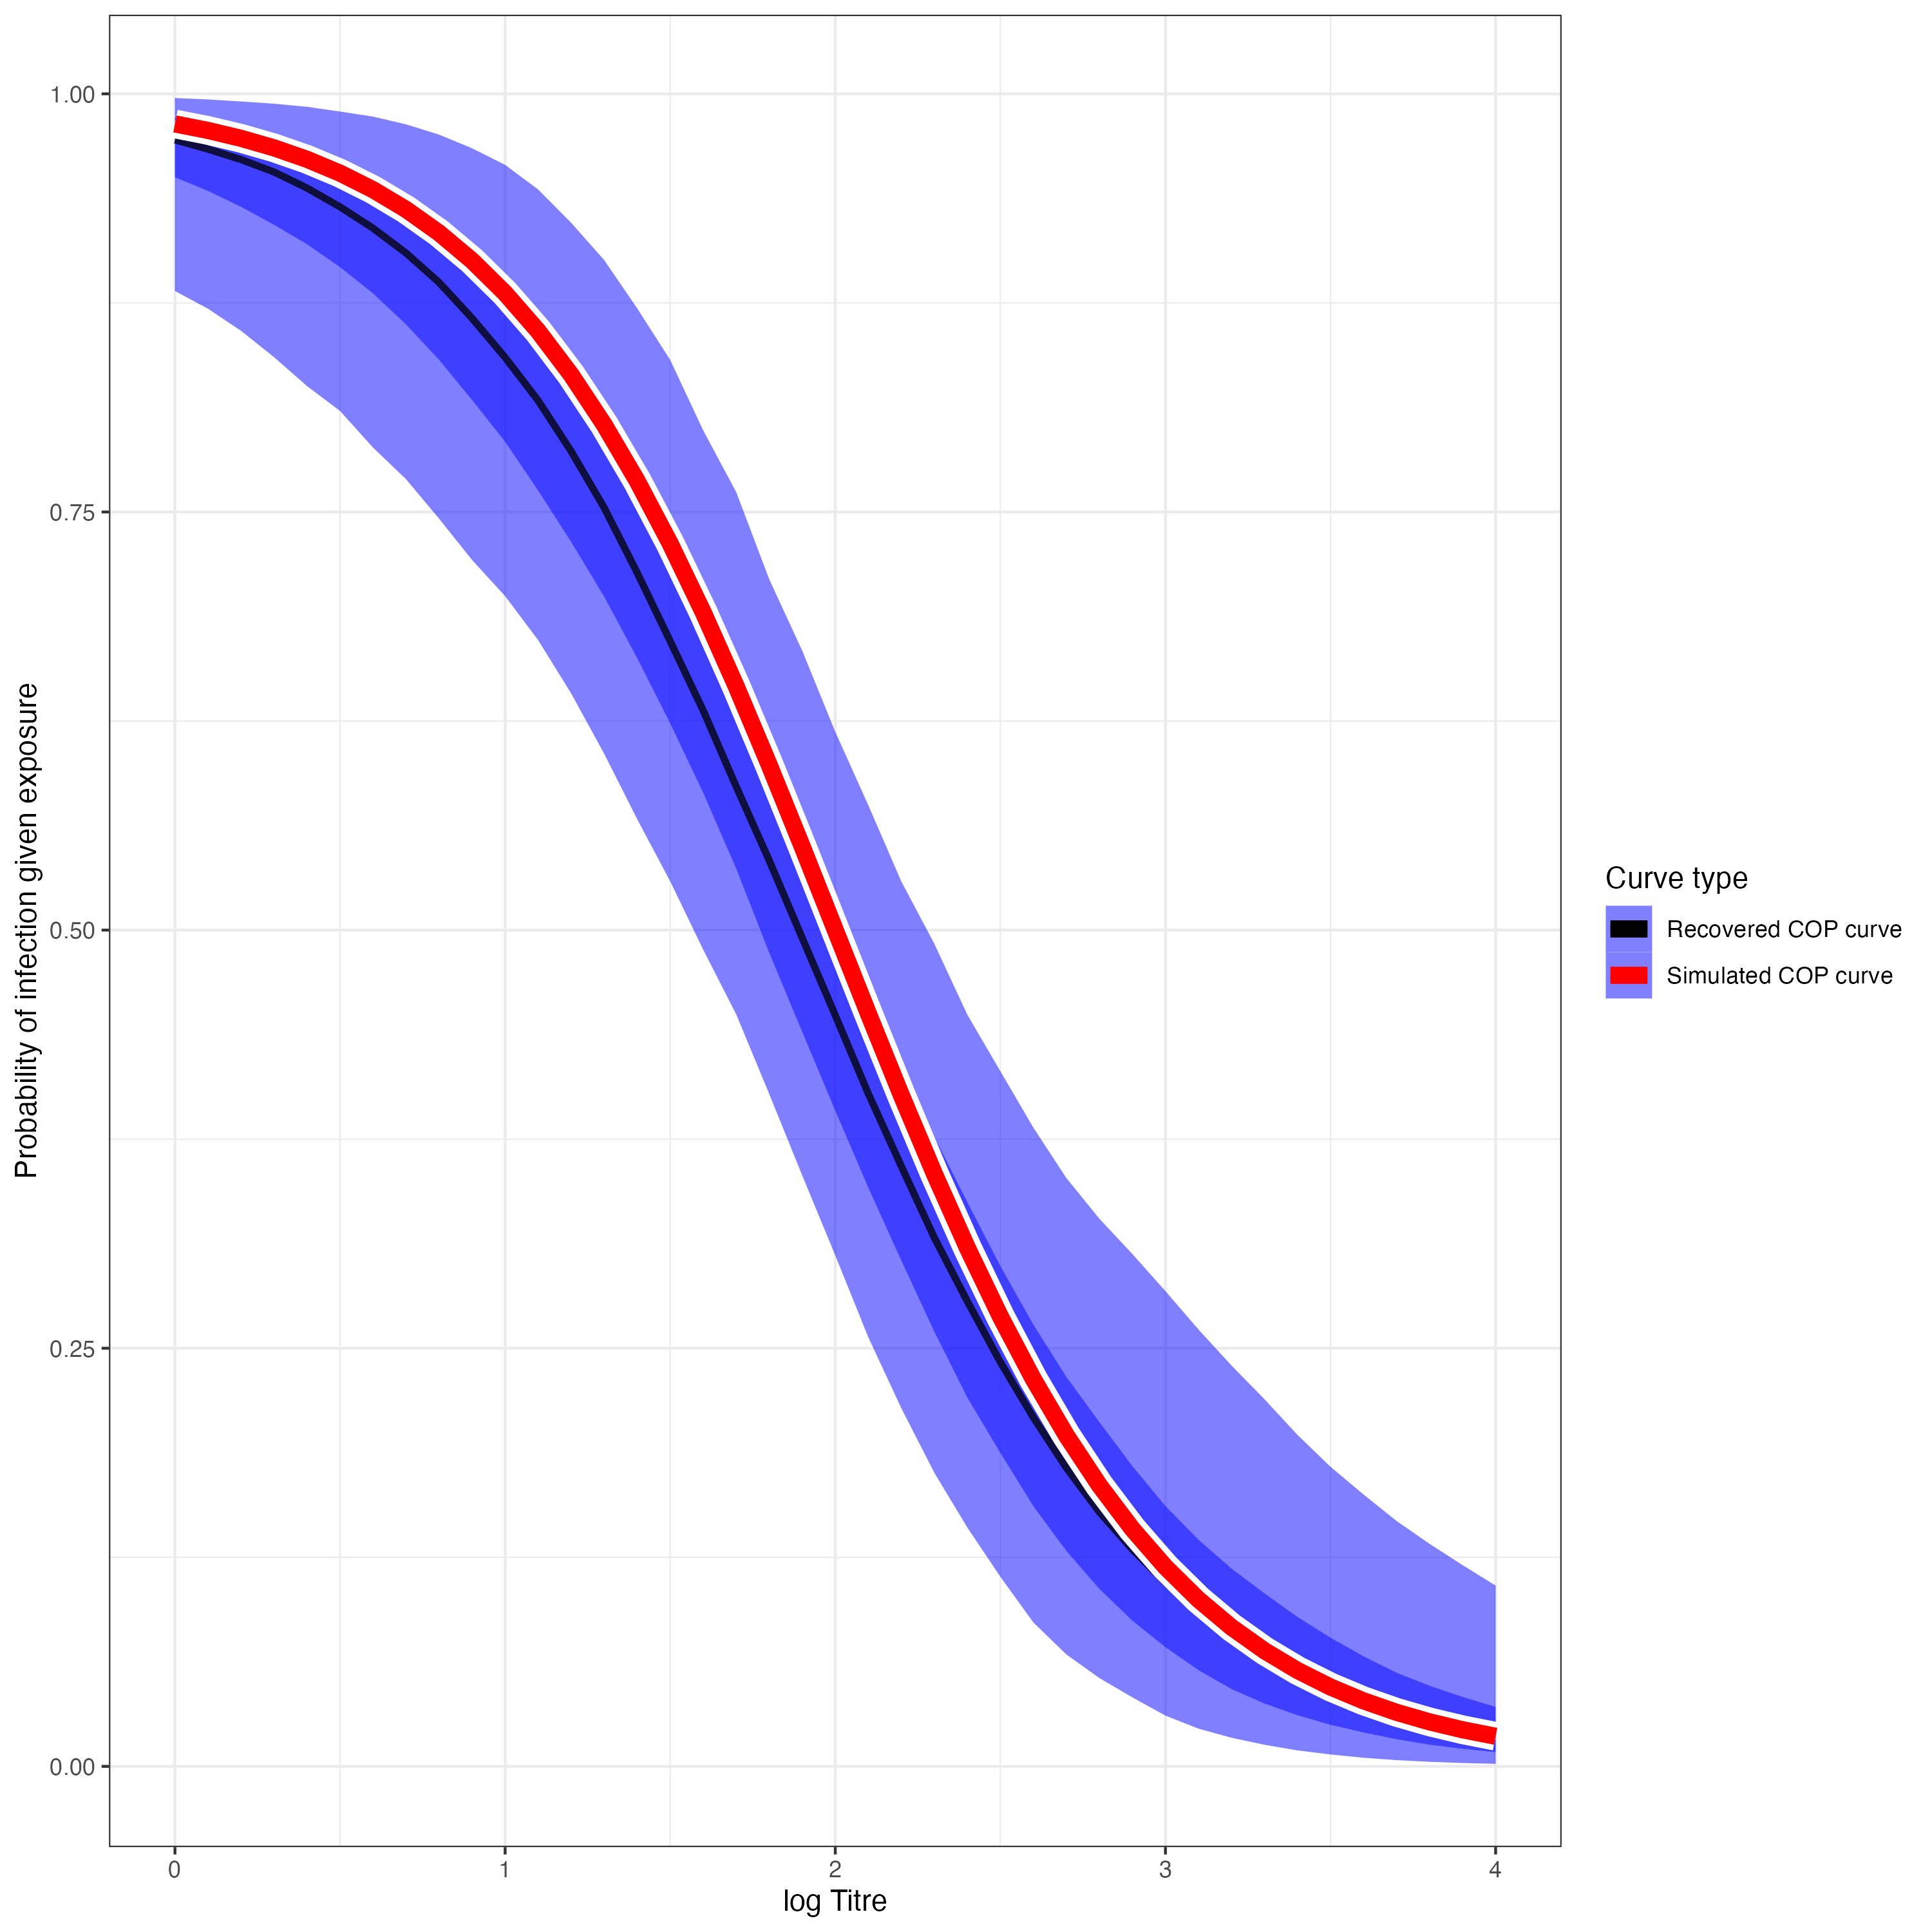 Probability of infection given exposure
1.00
0.75
0.50
0.25
0.00
0
1
2
3
4
log Titre
Curve type
Recovered COP curve
Simulated COP curve